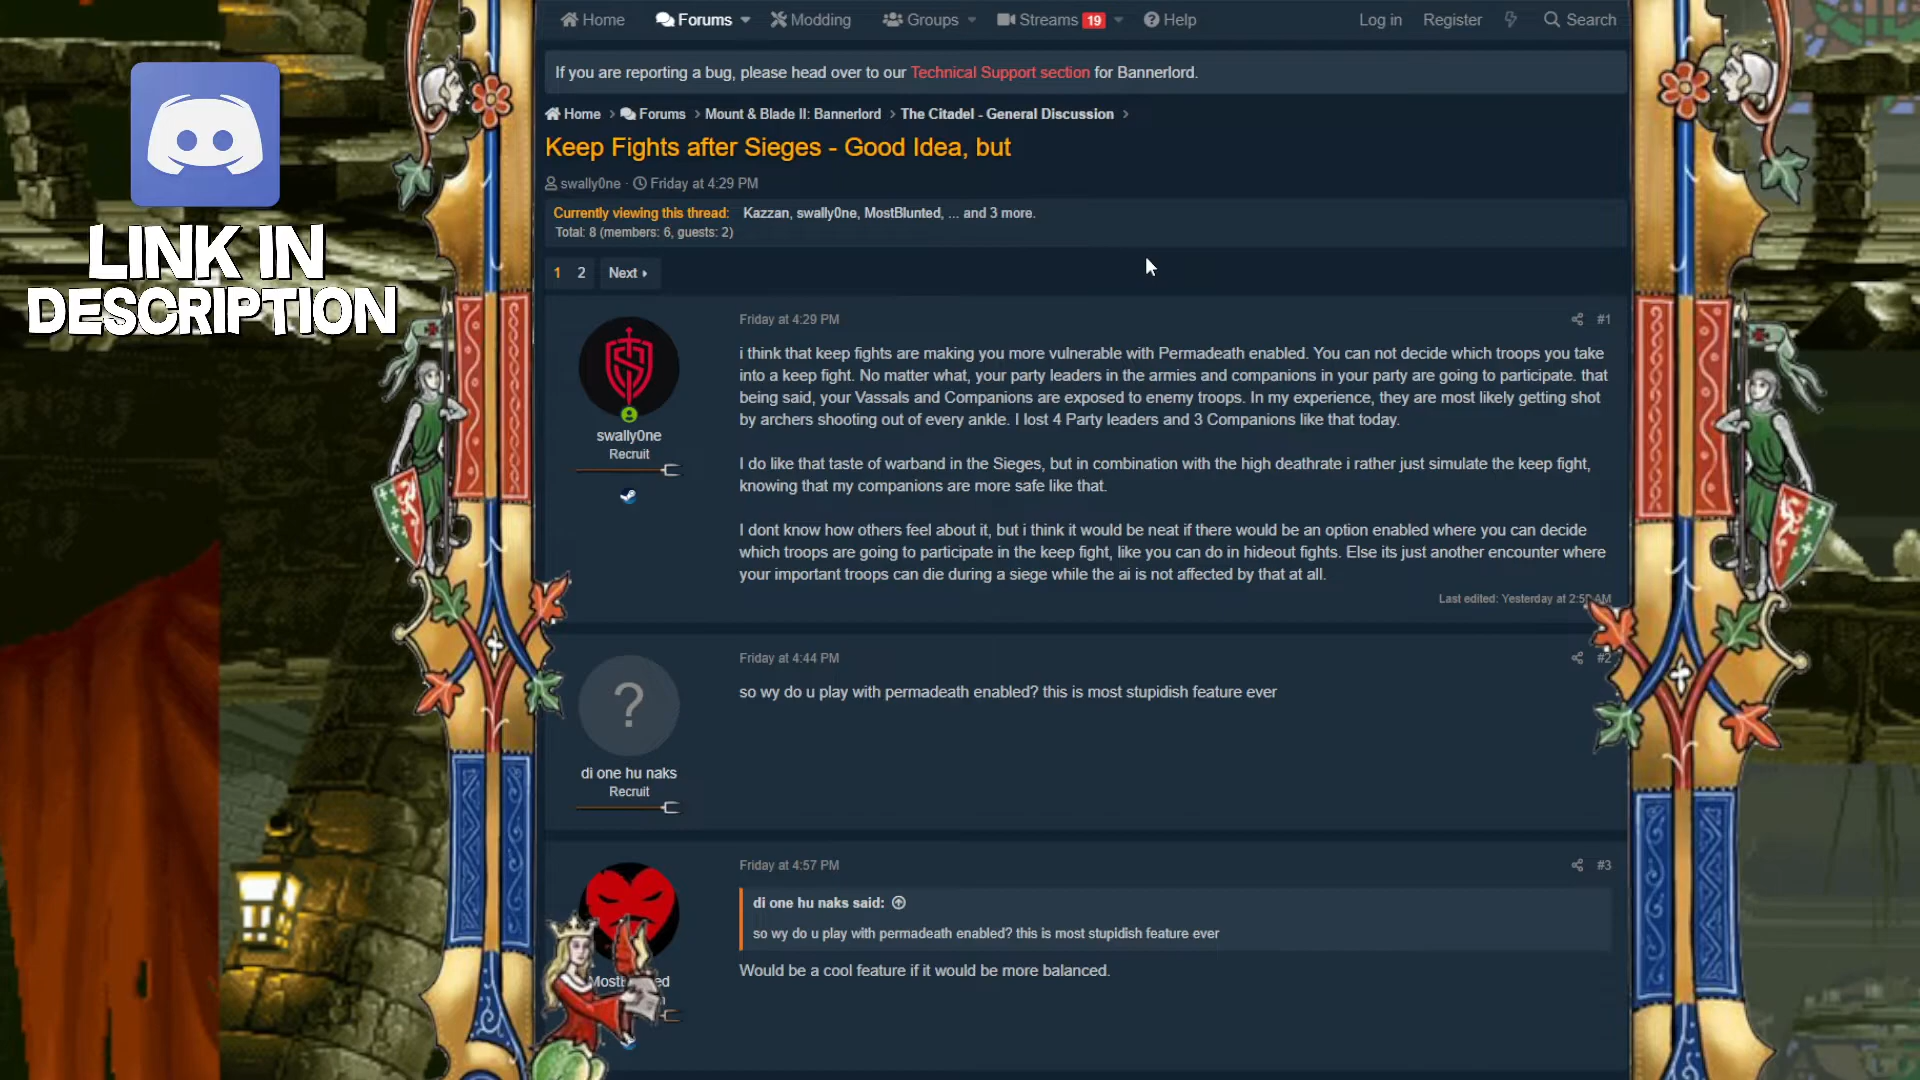 Home Forums Modding Groups Streams 19 Help Log in Register Search
If you are reporting a bug, please head over to our Technical Support section for Bannerlord.
Home > Forums > Mount & Blade II: Bannerlord > The Citadel - General Discussion >
Keep Fights after Sieges - Good Idea, but
swally0ne · Friday at 4:29 PM
Currently viewing this thread: Kazzan, swally0ne, MostBlunted, ... and 3 more.
Total: 8 (members: 6, guests: 2)
LINK IN
DESCRIPTION
1 2 Next
Friday at 4:29 PM #1
i think that keep fights are making you more vulnerable with Permadeath enabled. You can not decide which troops you take
into a keep fight. No matter what, your party leaders in the armies and companions in your party are going to participate. that
being said, your Vassals and Companions are exposed to enemy troops. In my experience, they are most likely getting shot
by archers shooting out of every ankle. I lost 4 Party leaders and 3 Companions like that today.
swally0ne
Recruit
I do like that taste of warband in the Sieges, but in combination with the high deathrate i rather just simulate the keep fight,
knowing that my companions are more safe like that.
I dont know how others feel about it, but i think it would be neat if there would be an option enabled where you can decide
which troops are going to participate in the keep fight, like you can do in hideout fights. Else its just another encounter where
your important troops can die during a siege while the ai is not affected by that at all.
Last edited: Yesterday at 2:5 AM
Friday at 4:44 PM #2
so wy do u play with permadeath enabled? this is most stupidish feature ever
?
di one hu naks
Recruit
Friday at 4:57 PM #3
di one hu naks said:
so wy do u play with permadeath enabled? this is most stupidish feature ever
Would be a cool feature if it would be more balanced.